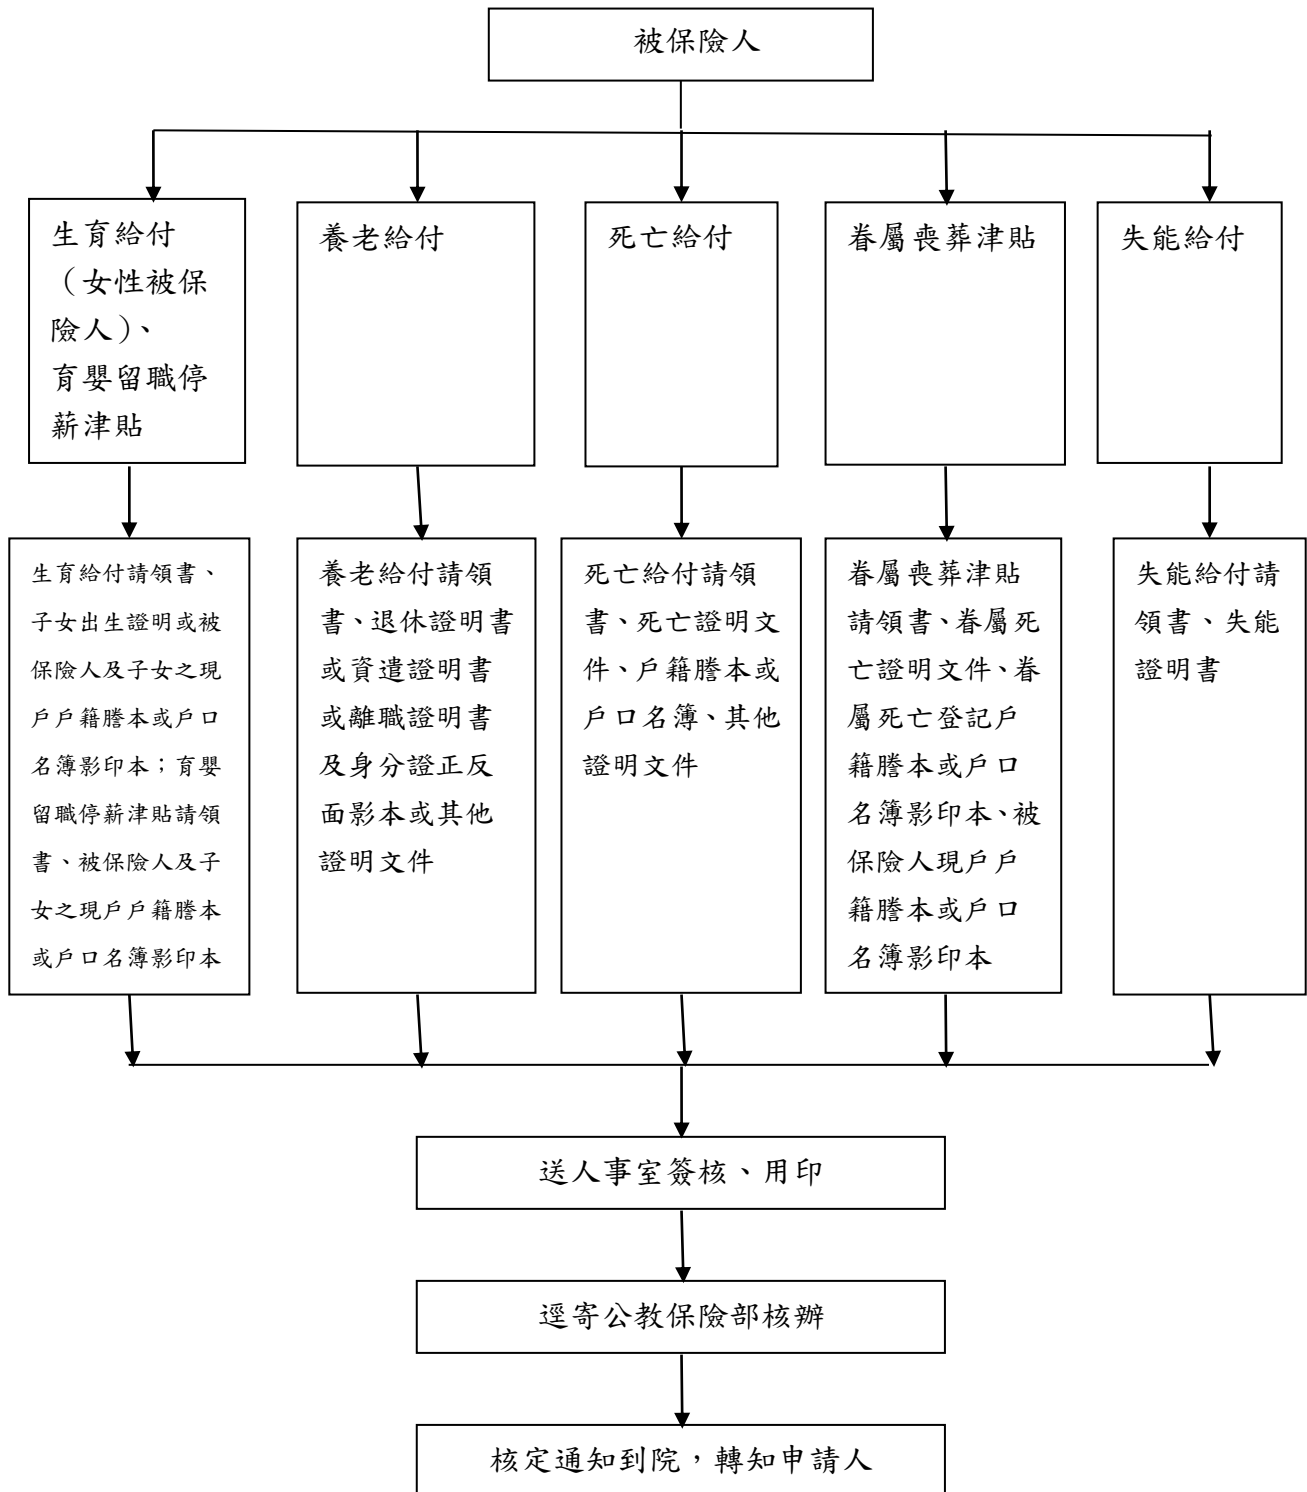 被保險人
生育給付
（女性被保
險人）、
育嬰留職停
薪津貼
養老給付
死亡給付
眷屬喪葬津貼
失能給付
生育給付請領書、
子女出生證明或被
保險人及子女之現
戶戶籍謄本或戶口
名簿影印本；育嬰
留職停薪津貼請領
書、被保險人及子
女之現戶戶籍謄本
或戶口名簿影印本
養老給付請領
書、退休證明書
或資遣證明書
或離職證明書
及身分證正反
面影本或其他
證明文件
死亡給付請領
書、死亡證明文
件、戶籍謄本或
戶口名簿、其他
證明文件
眷屬喪葬津貼
請領書、眷屬死
亡證明文件、眷
屬死亡登記戶
籍謄本或戶口
名簿影印本、被
保險人現戶戶
籍謄本或戶口
名簿影印本
失能給付請
領書、失能
證明書
送人事室簽核、用印
逕寄公教保險部核辦
核定通知到院，轉知申請人